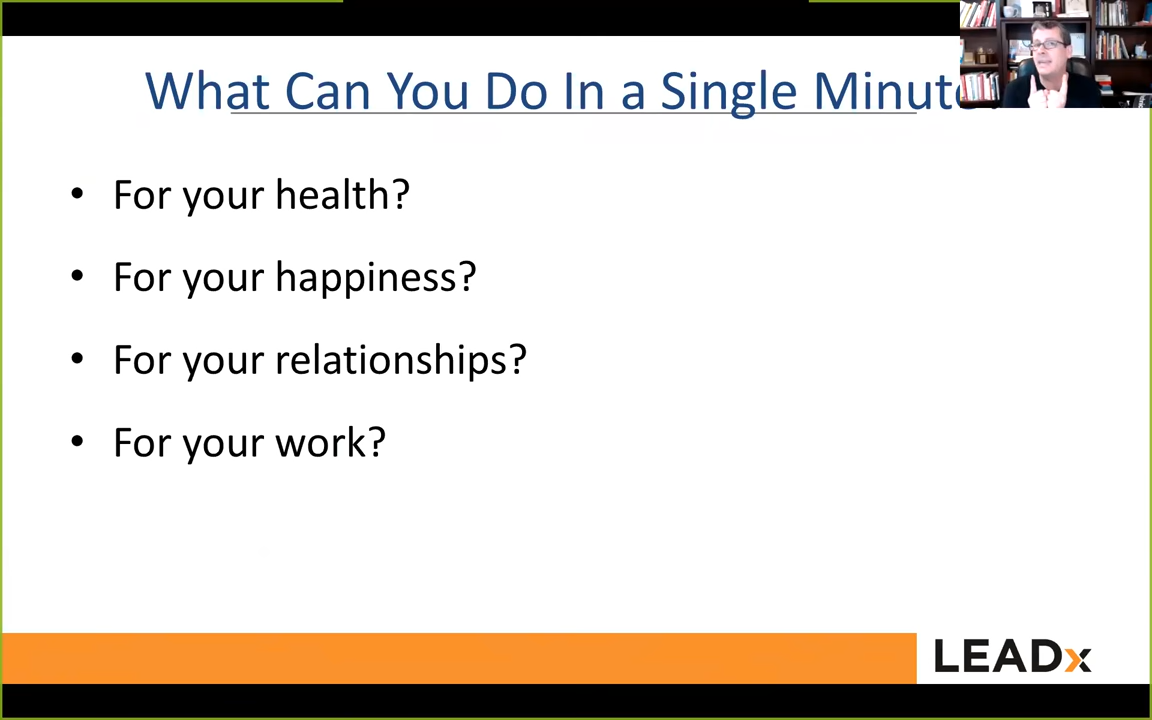 What Can You Do In a Single Minute
• For your health?
• For your happiness?
• For your relationships?
• For your work?
LEADx